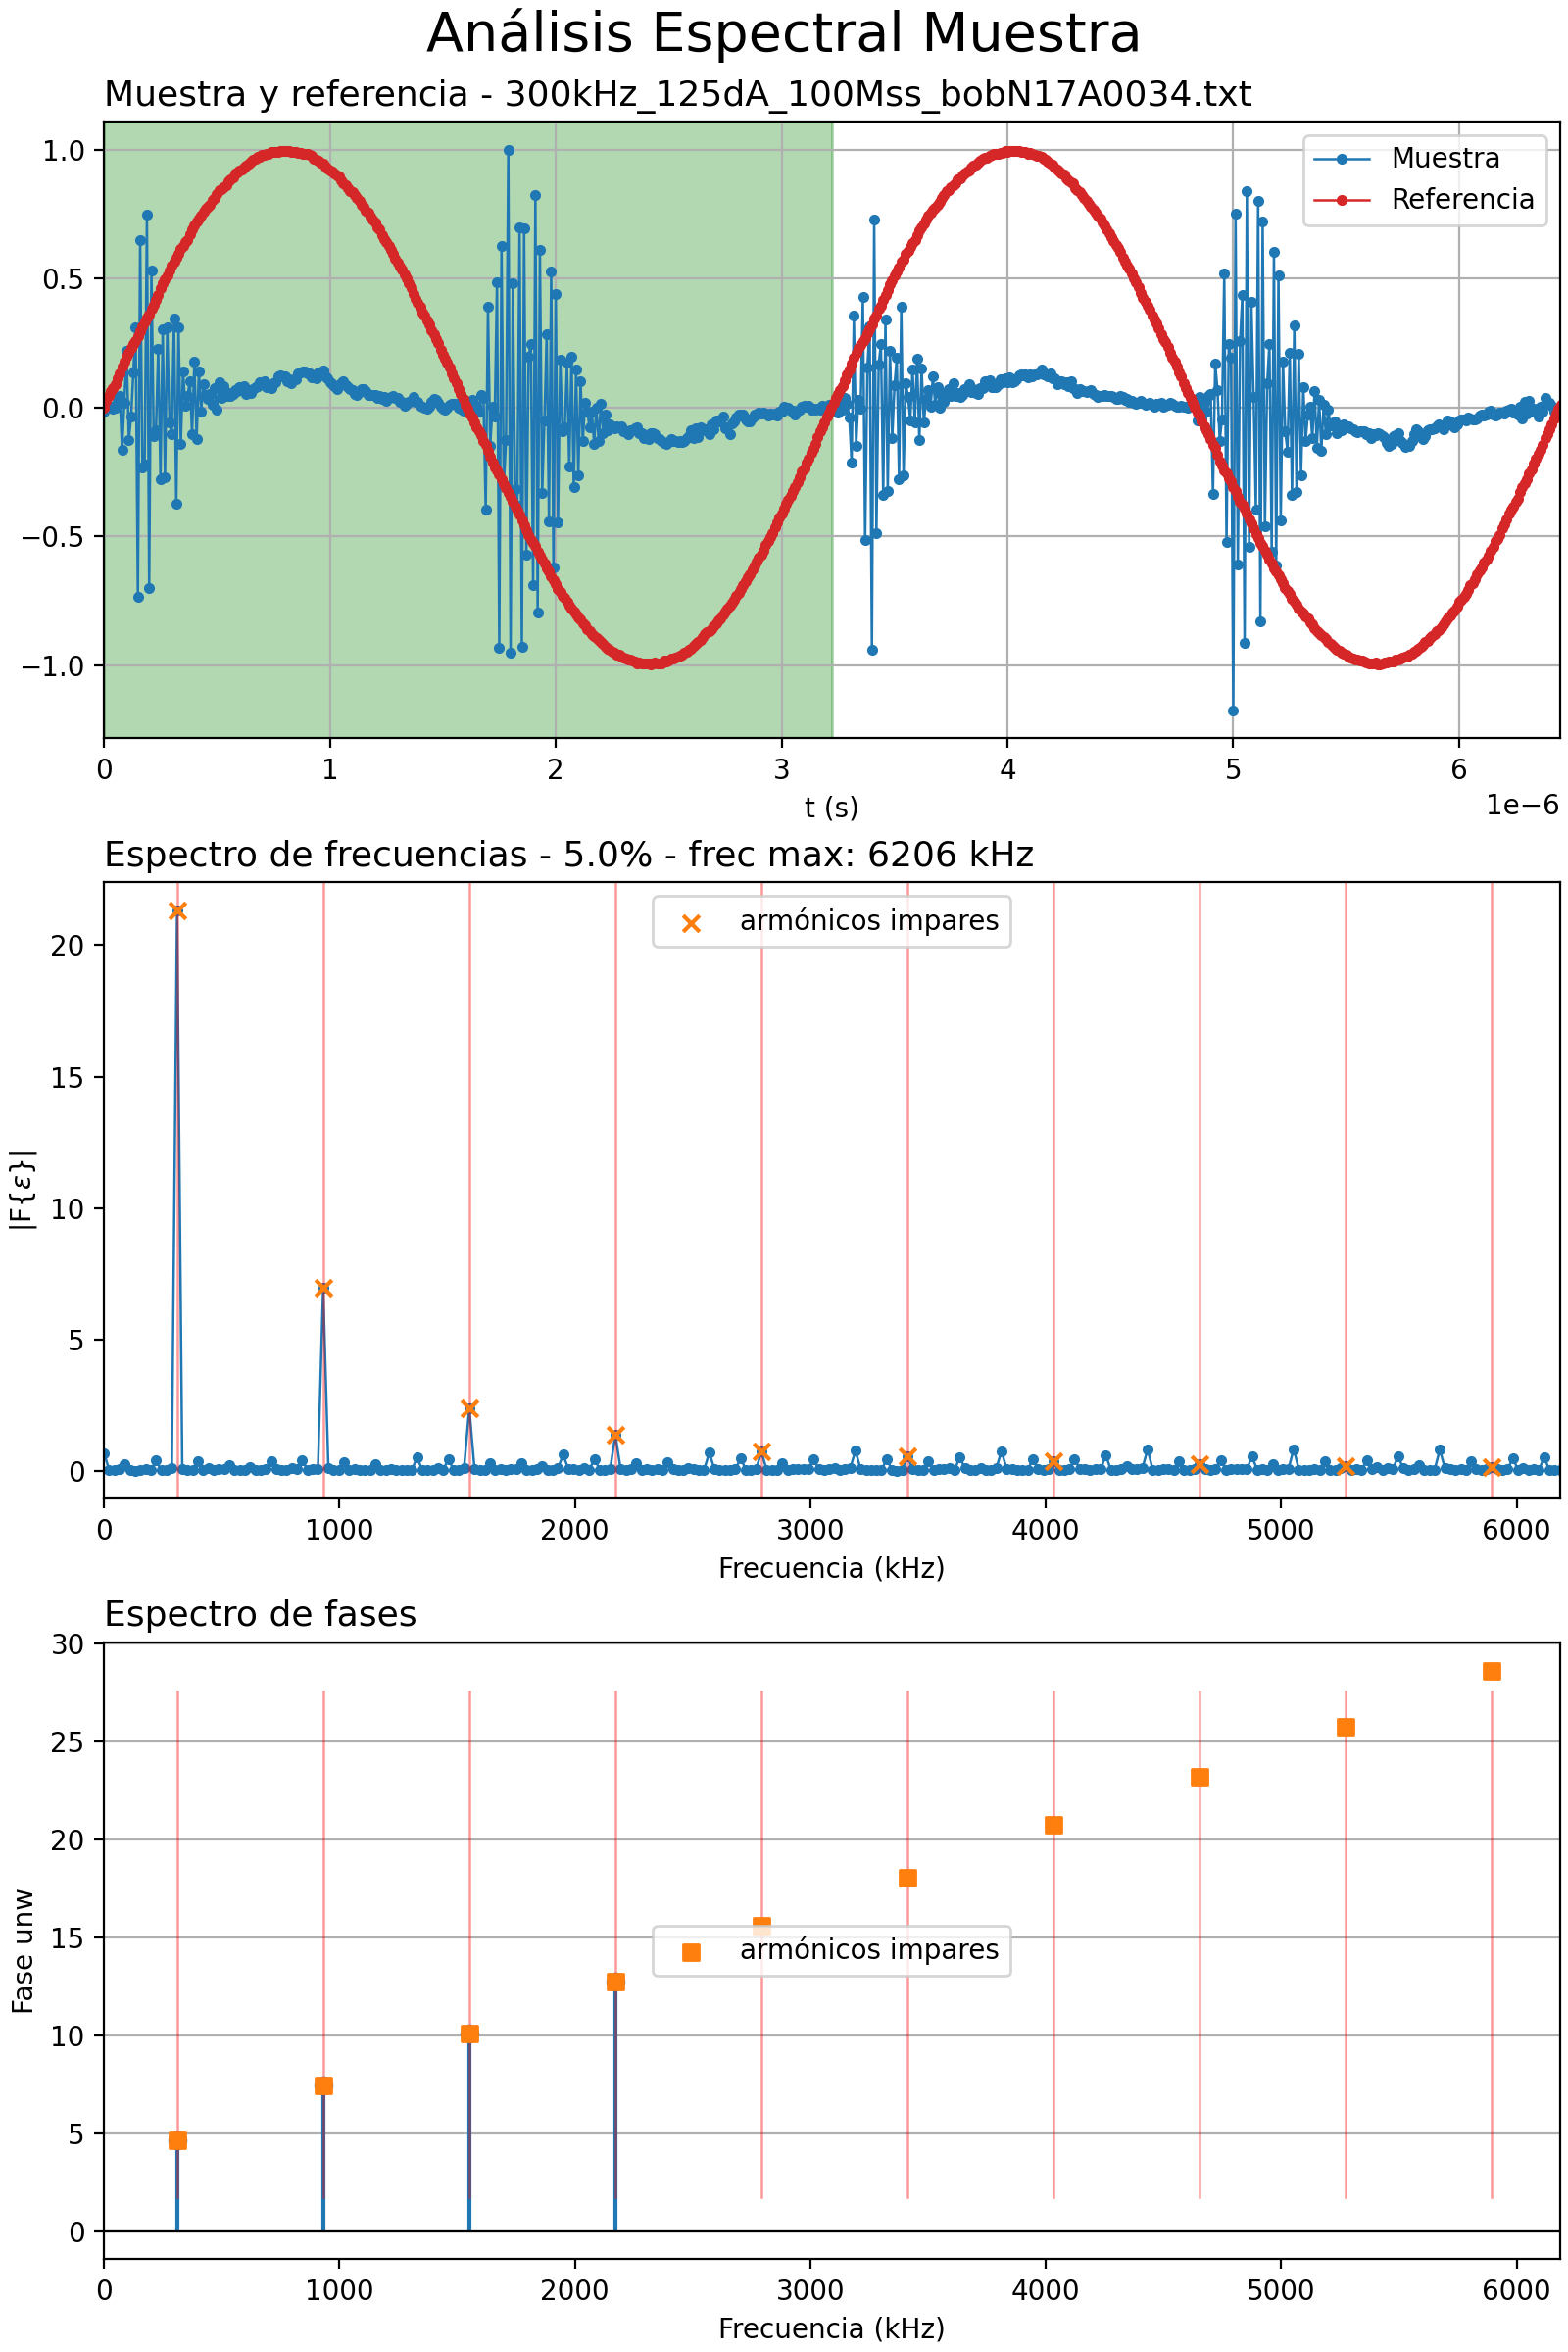 Análisis Espectral Muestra
Muestra y referencia - 300kHz_125dA_100Mss_bobN17A0034.txt
1.0
0.5
0.0
−0.5
−1.0
Muestra
Referencia
0 1 2 3 4 5 6
t (s)
1e−6
Espectro de frecuencias - 5.0% - frec max: 6206 kHz
armónicos impares
20
15
10
5
0
|F{ε}|
0 1000 2000 3000 4000 5000 6000
Frecuencia (kHz)
Espectro de fases
30
25
20
15
10
5
0
Fase unw
armónicos impares
0 1000 2000 3000 4000 5000 6000
Frecuencia (kHz)